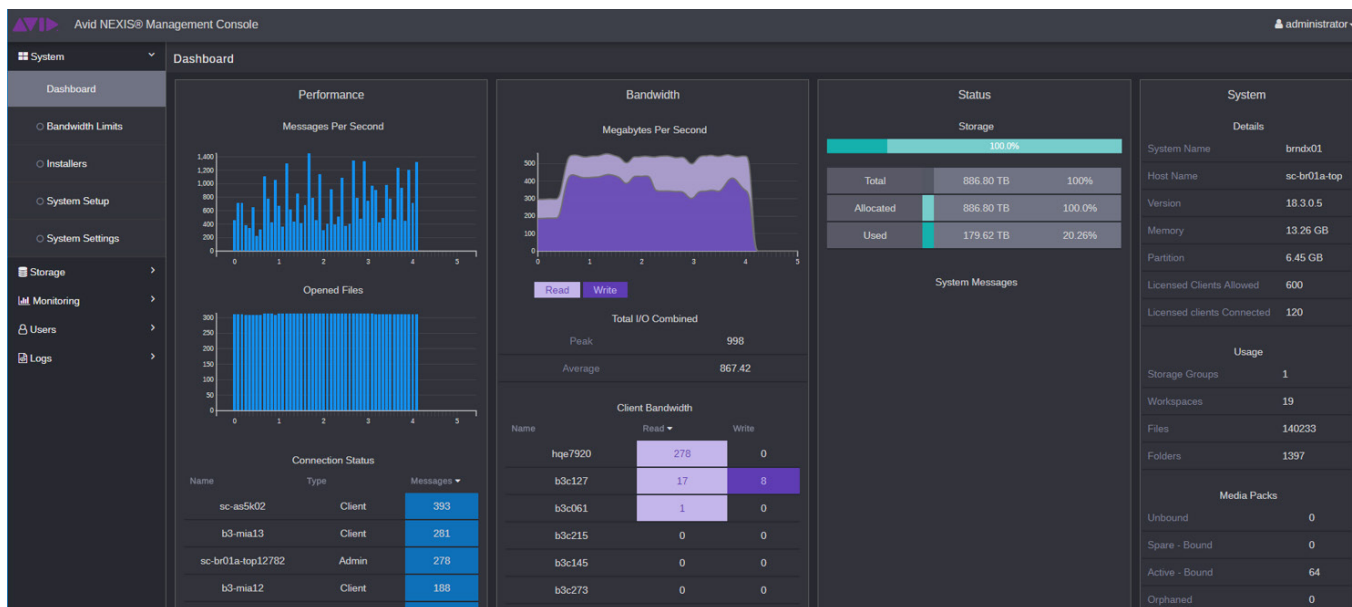 AVID Avid NEXIS® Management Console administrator
System
Dashboard
Bandwidth Limits
Installers
System Setup
System Settings
Storage
Monitoring
Users
Logs
Dashboard
Performance
Messages Per Second
1,400
1,200
1,000
800
600
400
200
0
0 1 2 3 4 5
Opened Files
300
250
200
150
100
50
0
0 1 2 3 4 5
Connection Status
Name Type Messages
sc-as5k02 Client 393
b3-mia13 Client 281
sc-br01a-top12782 Admin 278
b3-mia12 Client 188
Bandwidth
Megabytes Per Second
500
400
300
200
100
0
0 1 2 3 4 5
Read Write
Total I/O Combined
Peak 998
Average 867.42
Client Bandwidth
Name Read Write
hqe7920 278 0
b3c127 17 8
b3c061 1 0
b3c215 0 0
b3c145 0 0
b3c273 0 0
Status
Storage
100.0%
Total 886.80 TB 100%
Allocated 886.80 TB 100.0%
Used 179.62 TB 20.26%
System Messages
System
Details
System Name brndx01
Host Name sc-br01a-top
Version 18.3.0.5
Memory 13.26 GB
Partition 6.45 GB
Licensed Clients Allowed 600
Licensed clients Connected 120
Usage
Storage Groups 1
Workspaces 19
Files 140233
Folders 1397
Media Packs
Unbound 0
Spare - Bound 0
Active - Bound 64
Orphaned 0